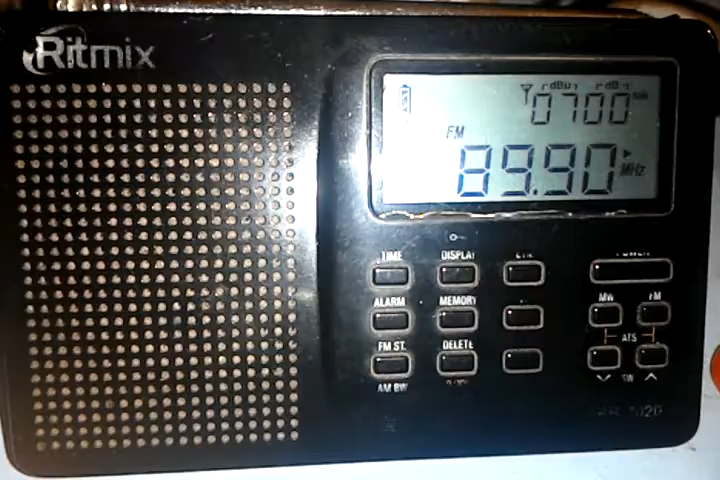 Ritmix
dBμ dBμ
0700
FM
89.90
MHz
TIME DISPLAY
ALARM MEMORY MW FM
ATS
FM ST. DELETE
AM BW SW